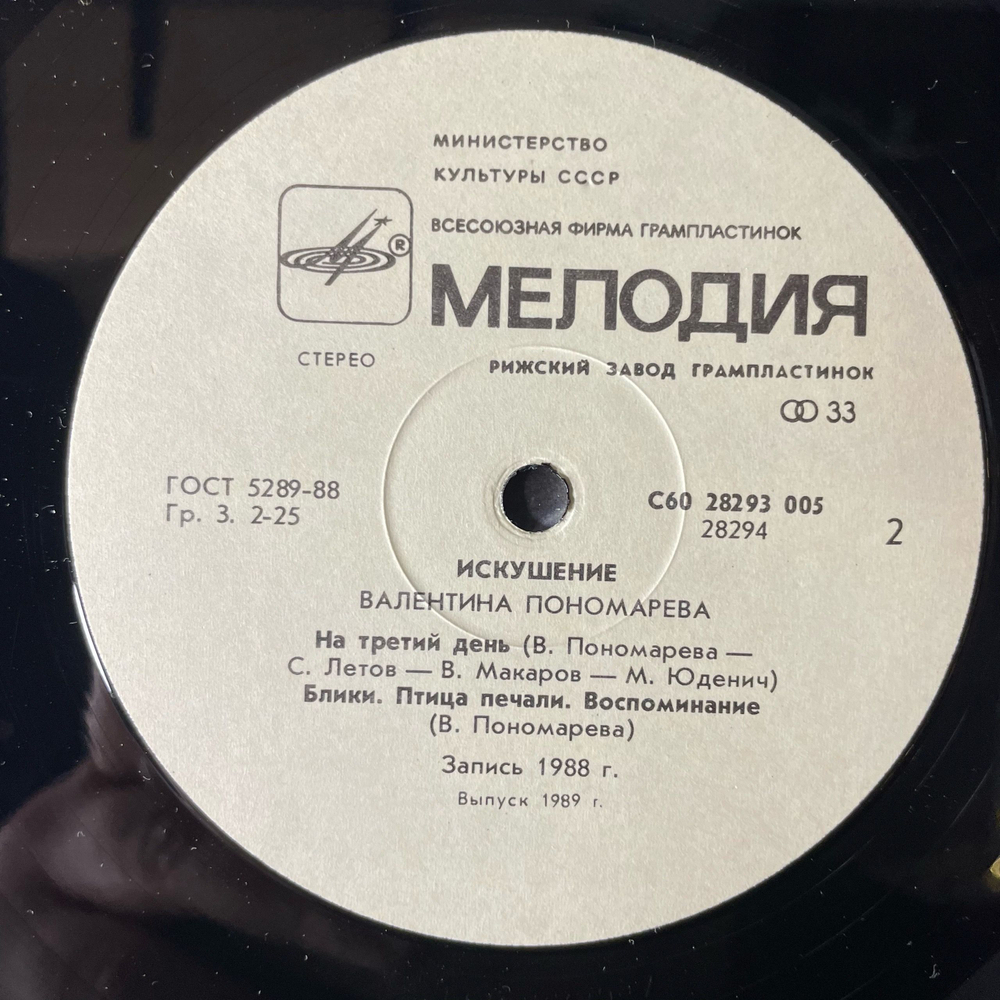 МИНИСТЕРСТВО
КУЛЬТУРЫ СССР
ВСЕСОЮЗНАЯ ФИРМА ГРАМПЛАСТИНОК
®
МЕЛОДИЯ
СТЕРЕО
РИЖСКИЙ ЗАВОД ГРАМПЛАСТИНОК
33
ГОСТ 5289-88
Гр. 3. 2-25
С60 28293 005
28294
2
ИСКУШЕНИЕ
ВАЛЕНТИНА ПОНОМАРЕВА
На третий день (В. Пономарева —
С. Летов — В. Макаров — М. Юденич)
Блики. Птица печали. Воспоминание
(В. Пономарева)
Запись 1988 г.
Выпуск 1989 г.